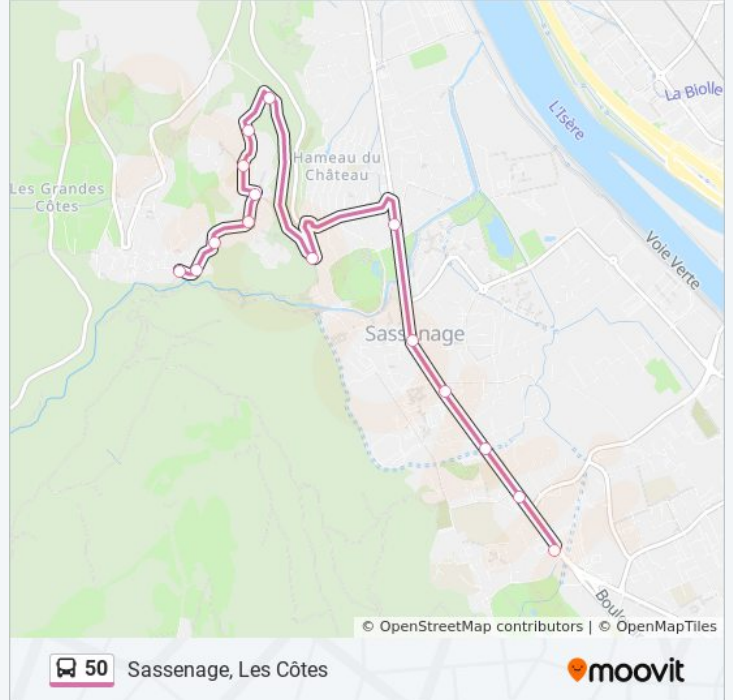 La Biolle
L'Isère
Hameau du
Château
Les Grandes
Côtes
Voie Verte
Sassenage
Boule
© OpenStreetMap contributors | © OpenMapTiles
50 Sassenage, Les Côtes
moovit